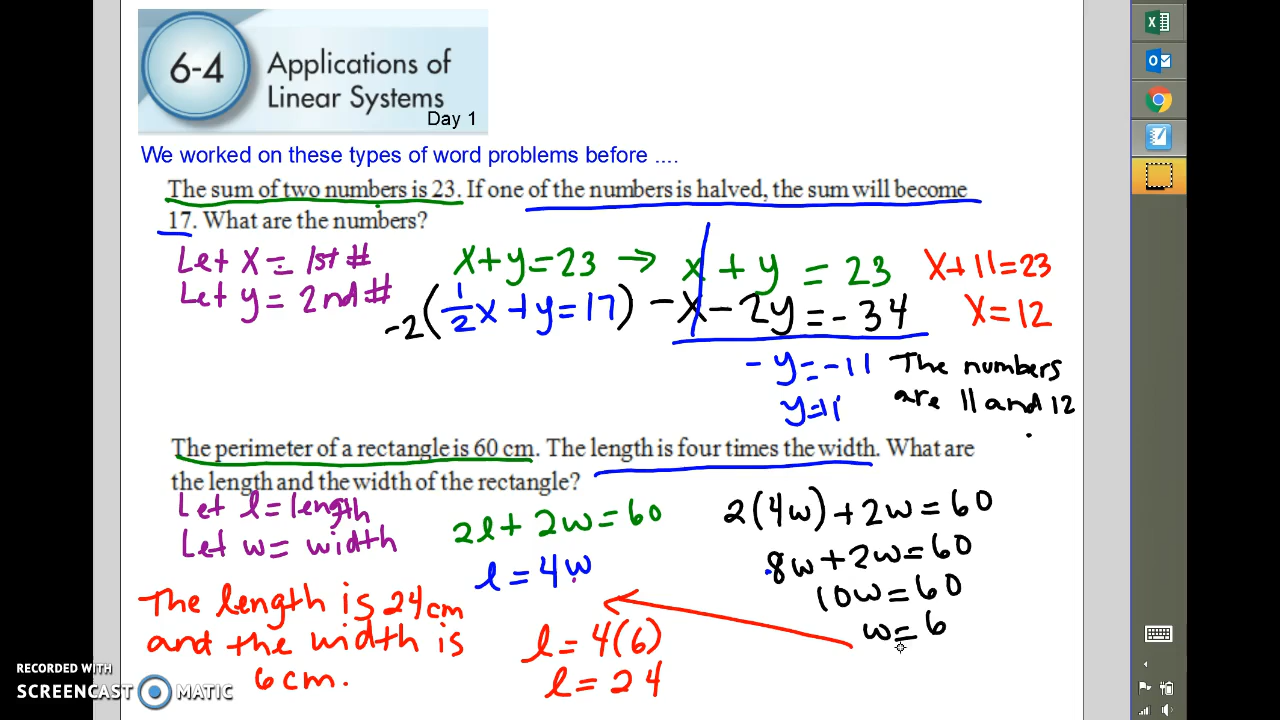 6-4
Applications of
Linear Systems
Day 1
We worked on these types of word problems before ....
The sum of two numbers is 23. If one of the numbers is halved, the sum will become
17. What are the numbers?
Let x = 1st #
Let y = 2nd #
x+y=23 →
-2(1/2x+y=17)
x + y = 23
-x - 2y = -34
-y = -11
y=11
x+11=23
x=12
The numbers
are 11 and 12
.
The perimeter of a rectangle is 60 cm. The length is four times the width. What are
the length and the width of the rectangle?
Let l = length
Let w = width
2l + 2w = 60
l = 4w
2(4w)+2w=60
8w+2w=60
10w=60
w=6
l = 4(6)
l = 24
The length is 24cm
and the width is
6cm.
RECORDED WITH
SCREENCAST MATIC